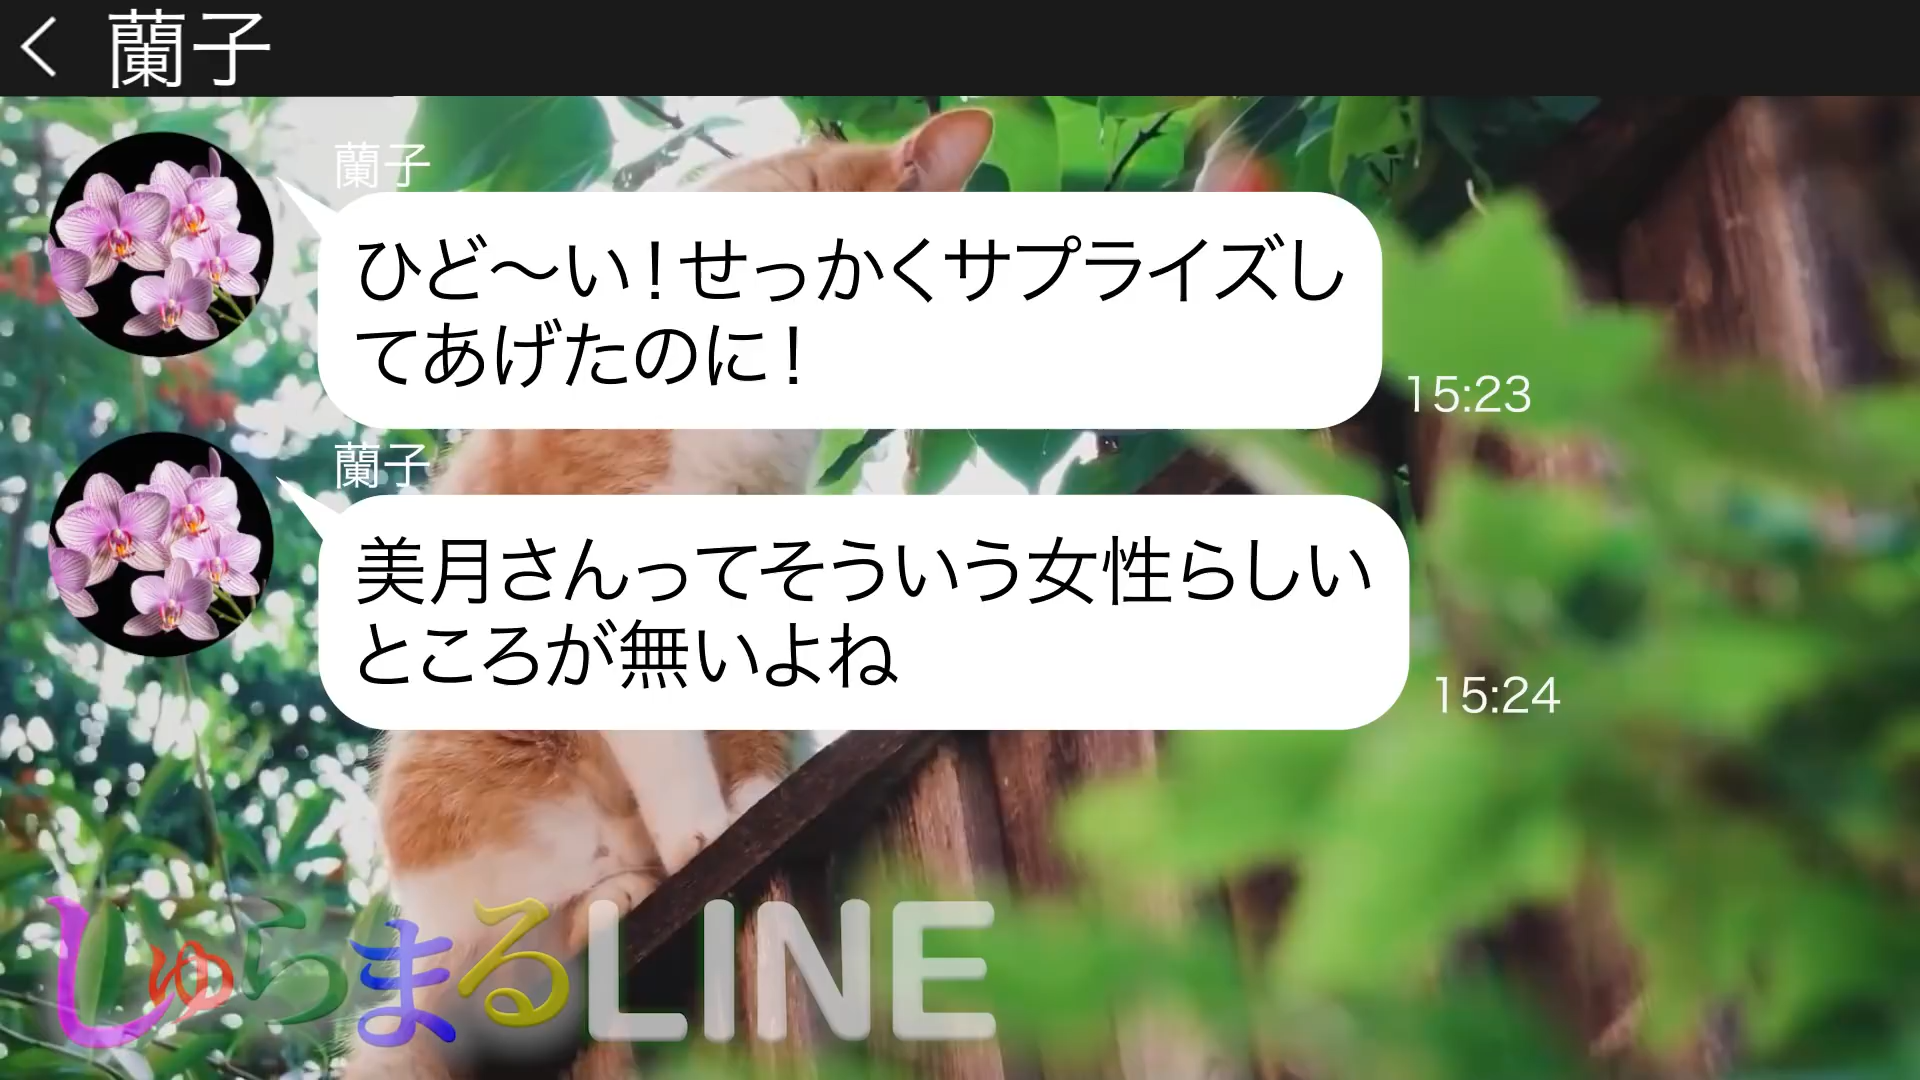 蘭子
蘭子
ひど〜い！せっかくサプライズし
てあげたのに！
15:23
蘭子
美月さんってそういう女性らしい
ところが無いよね
15:24
しゅらまるLINE